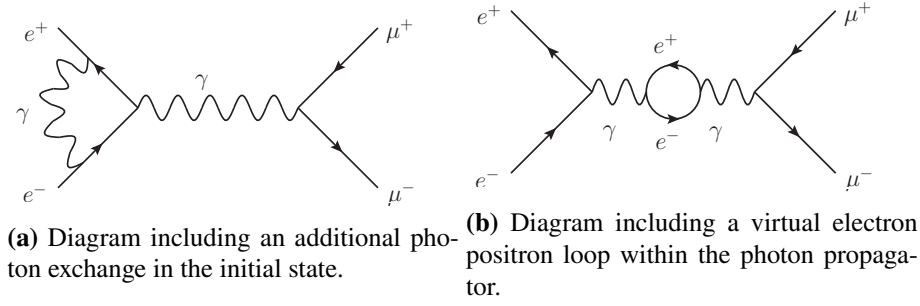 e+
μ+
γ
γ
e−
μ−
(a) Diagram including an additional pho-
ton exchange in the initial state.
e+
μ+
e+
γ
e−
γ
e−
μ−
(b) Diagram including a virtual electron
positron loop within the photon propaga-
tor.